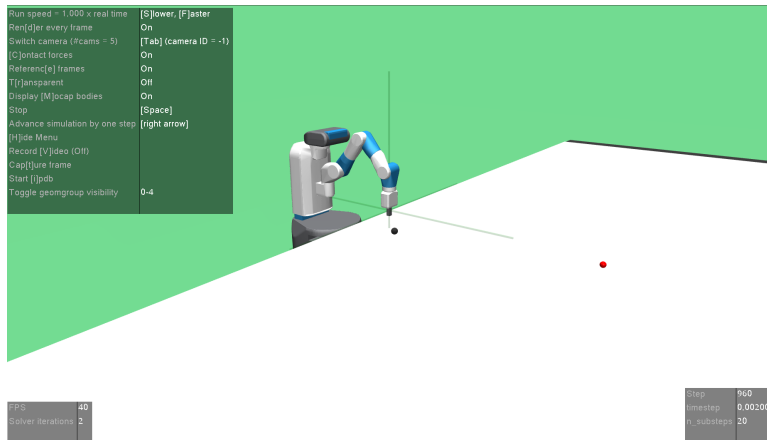 Run speed = 1.000 x real time [S]lower, [F]aster
Ren[d]er every frame On
Switch camera (#cams = 5) [Tab] (camera ID = -1)
[C]ontact forces On
Referenc[e] frames On
T[r]ansparent Off
Display [M]ocap bodies On
Stop [Space]
Advance simulation by one step [right arrow]
[H]ide Menu
Record [V]ideo (Off)
Cap[t]ure frame
Start [i]pdb
Toggle geomgroup visibility 0-4
FPS 40
Solver iterations 2
Step 960
timestep 0.00200
n_substeps 20